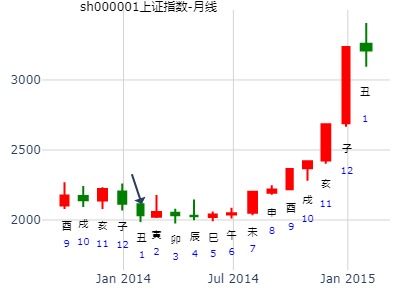 sh000001上证指数-月线
3000
2500
2000
酉 戌 亥 子 丑 寅 卯 辰 巳 午 未 申 酉 戌 亥 子 丑
9 10 11 12 1 2 3 4 5 6 7 8 9 10 11 12 1
Jan 2014 Jul 2014 Jan 2015